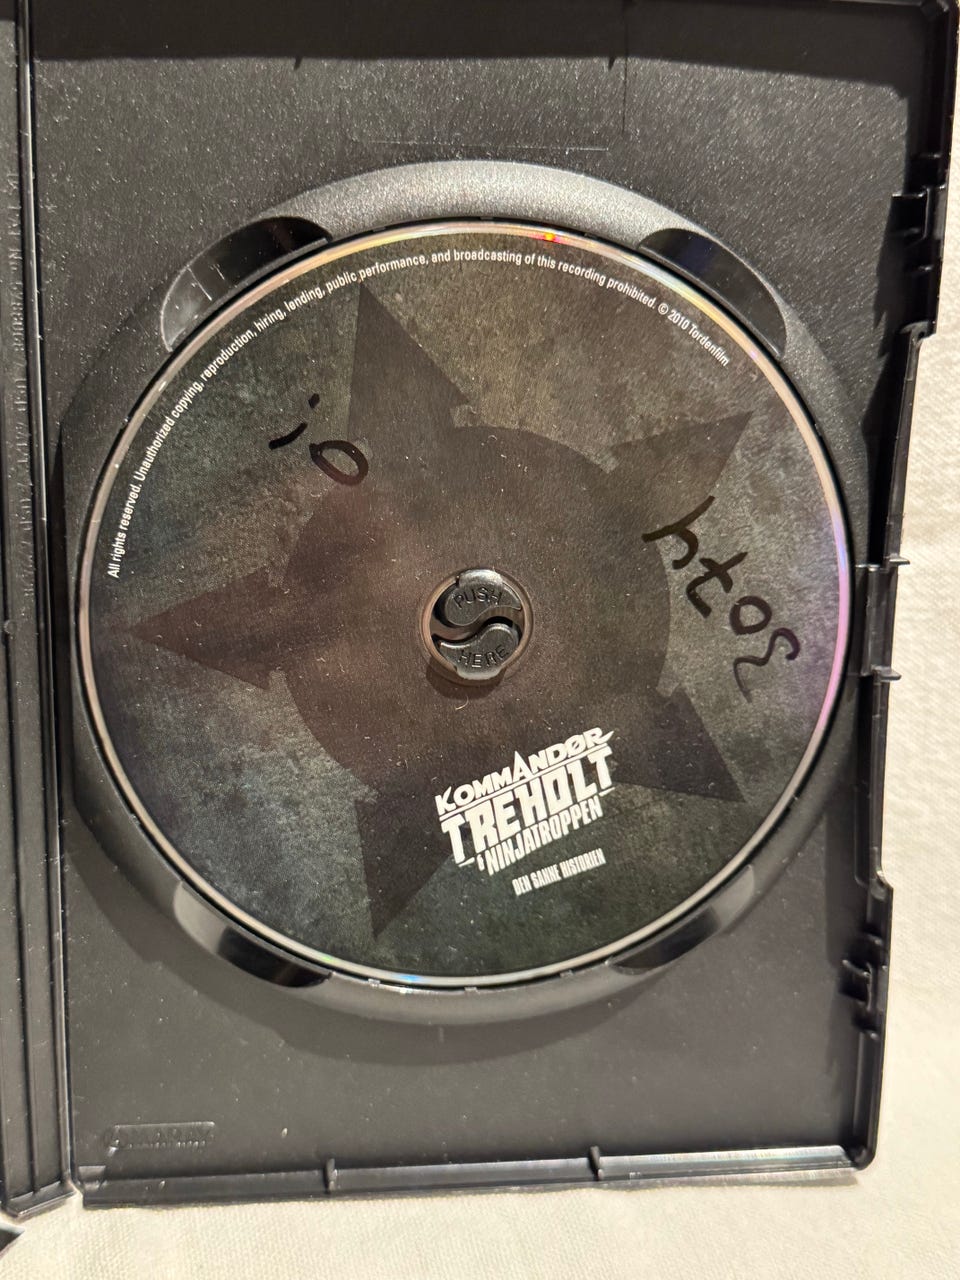 All rights reserved. Unauthorized copying, reproduction, hiring, lending, public performance, and broadcasting of this recording prohibited. © 2010 Tordenfilm
3074
PUSH
HERE
KOMMANDØR
TREHOLT
& NINJATROPPEN
DEN SANNE HISTORIEN